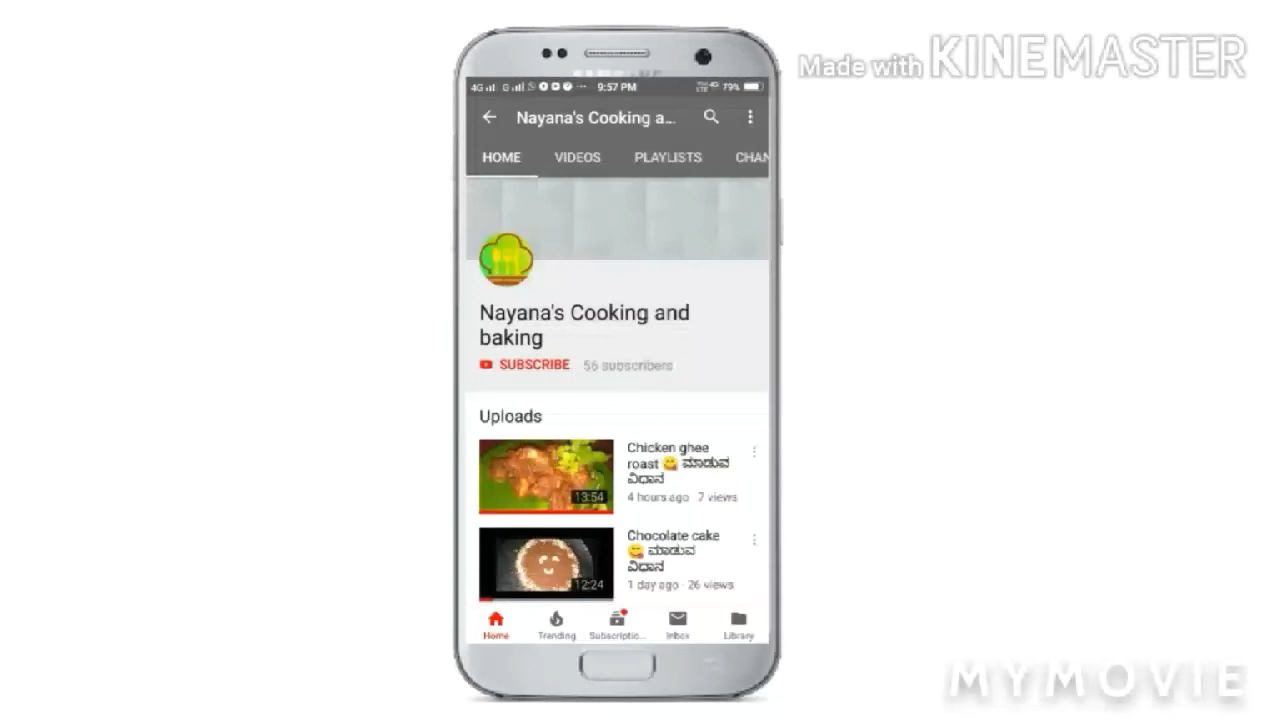 Made with KINEMASTER
4G G 9:57 PM 79%
Nayana's Cooking a...
HOME VIDEOS PLAYLISTS CHAN
Nayana's Cooking and
baking
SUBSCRIBE 56 subscribers
Uploads
Chicken ghee
roast 😋 ಮಾಡುವ
ವಿಧಾನ
13:54
4 hours ago · 7 views
Chocolate cake
😋 ಮಾಡುವ
ವಿಧಾನ
12:24
1 day ago · 26 views
Home Trending Subscriptio... Inbox Library
MYMOVIE